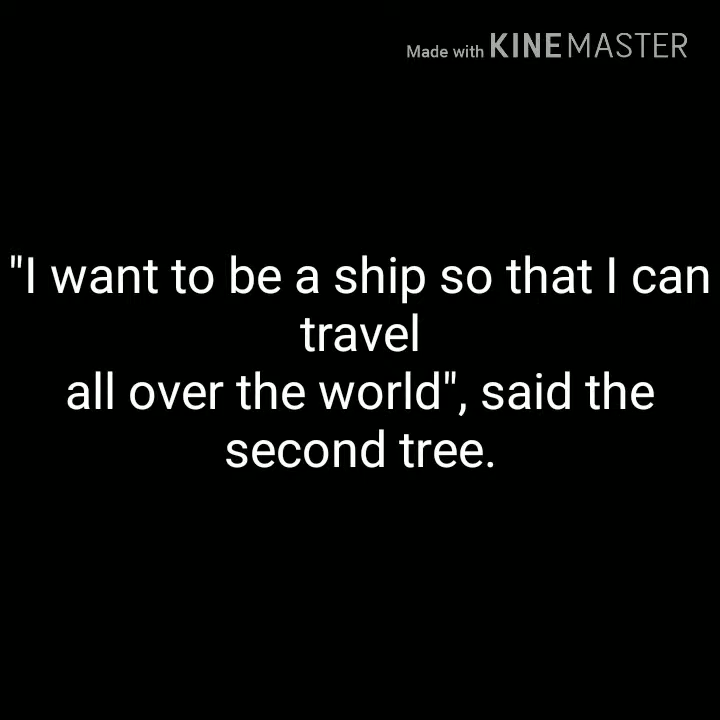 Made with KINEMASTER
"I want to be a ship so that I can
travel
all over the world", said the
second tree.